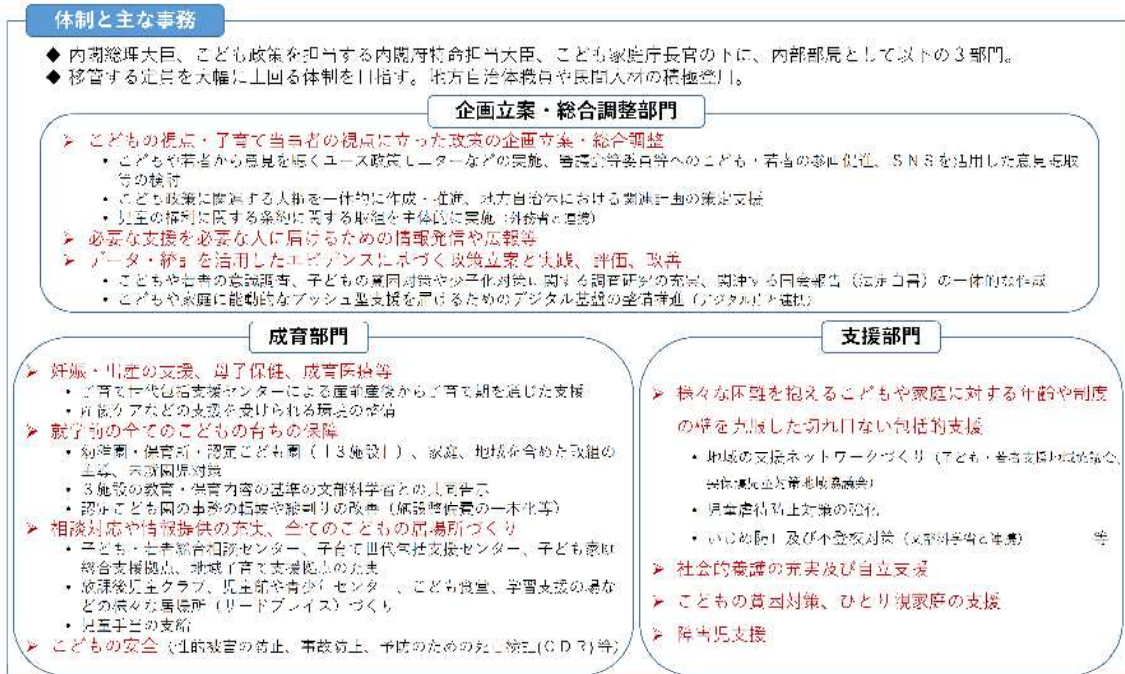 体制と主な事務
◆ 内閣総理大臣、こども政策を担当する内閣府特命担当大臣、こども家庭庁長官の下に、内部部局として以下の3部門。
◆ 移管する定員を大幅に上回る体制を目指す。地方自治体職員や民間人材の積極登用。
企画立案・総合調整部門
➢ こどもの視点・子育て当事者の視点に立った政策の企画立案・総合調整
• こどもや若者から意見を聴くユース政策モニターなどの実施、審議会等委員等へのこども・若者の参画促進、SNSを活用した意見聴取
等の検討
• こども政策に関連する大綱を一体的に作成・推進、地方自治体における関連計画の策定支援
• 児童の権利に関する条約に関する取組を主体的に実施（外務省と連携）
➢ 必要な支援を必要な人に届けるための情報発信や広報等
➢ データ・統計を活用したエビデンスに基づく政策立案と実践、評価、改善
• こどもや若者の意識調査、子どもの貧困対策や少子化対策に関する調査研究の充実、関連する国会報告（法定白書）の一体的な作成
• こどもや家庭に能動的なプッシュ型支援を届けるためのデジタル基盤の整備推進（デジタル庁と連携）
成育部門
➢ 妊娠・出産の支援、母子保健、成育医療等
• 子育て世代包括支援センターによる産前産後から子育て期を通じた支援
• 産後ケアなどの支援を受けられる環境の整備
➢ 就学前の全てのこどもの育ちの保障
• 幼稚園・保育所・認定こども園（「3施設」）、家庭、地域を含めた取組の
主導、未就園児対策
• 3施設の教育・保育内容の基準の文部科学省との共同告示
• 認定こども園の事務の輻輳や縦割りの改善（施設整備費の一本化等）
➢ 相談対応や情報提供の充実、全てのこどもの居場所づくり
• 子ども・若者総合相談センター、子育て世代包括支援センター、子ども家庭
総合支援拠点、地域子育て支援拠点の充実
• 放課後児童クラブ、児童館や青少年センター、こども食堂、学習支援の場な
どの様々な居場所（サードプレイス）づくり
• 児童手当の支給
➢ こどもの安全（性的被害の防止、事故防止、予防のための死亡検証(CDR)等）
支援部門
➢ 様々な困難を抱えるこどもや家庭に対する年齢や制度
の壁を克服した切れ目ない包括的支援
• 地域の支援ネットワークづくり（子ども・若者支援地域協議会、
要保護児童対策地域協議会）
• 児童虐待防止対策の強化
• いじめ防止及び不登校対策（文部科学省と連携） 等
➢ 社会的養護の充実及び自立支援
➢ こどもの貧困対策、ひとり親家庭の支援
➢ 障害児支援